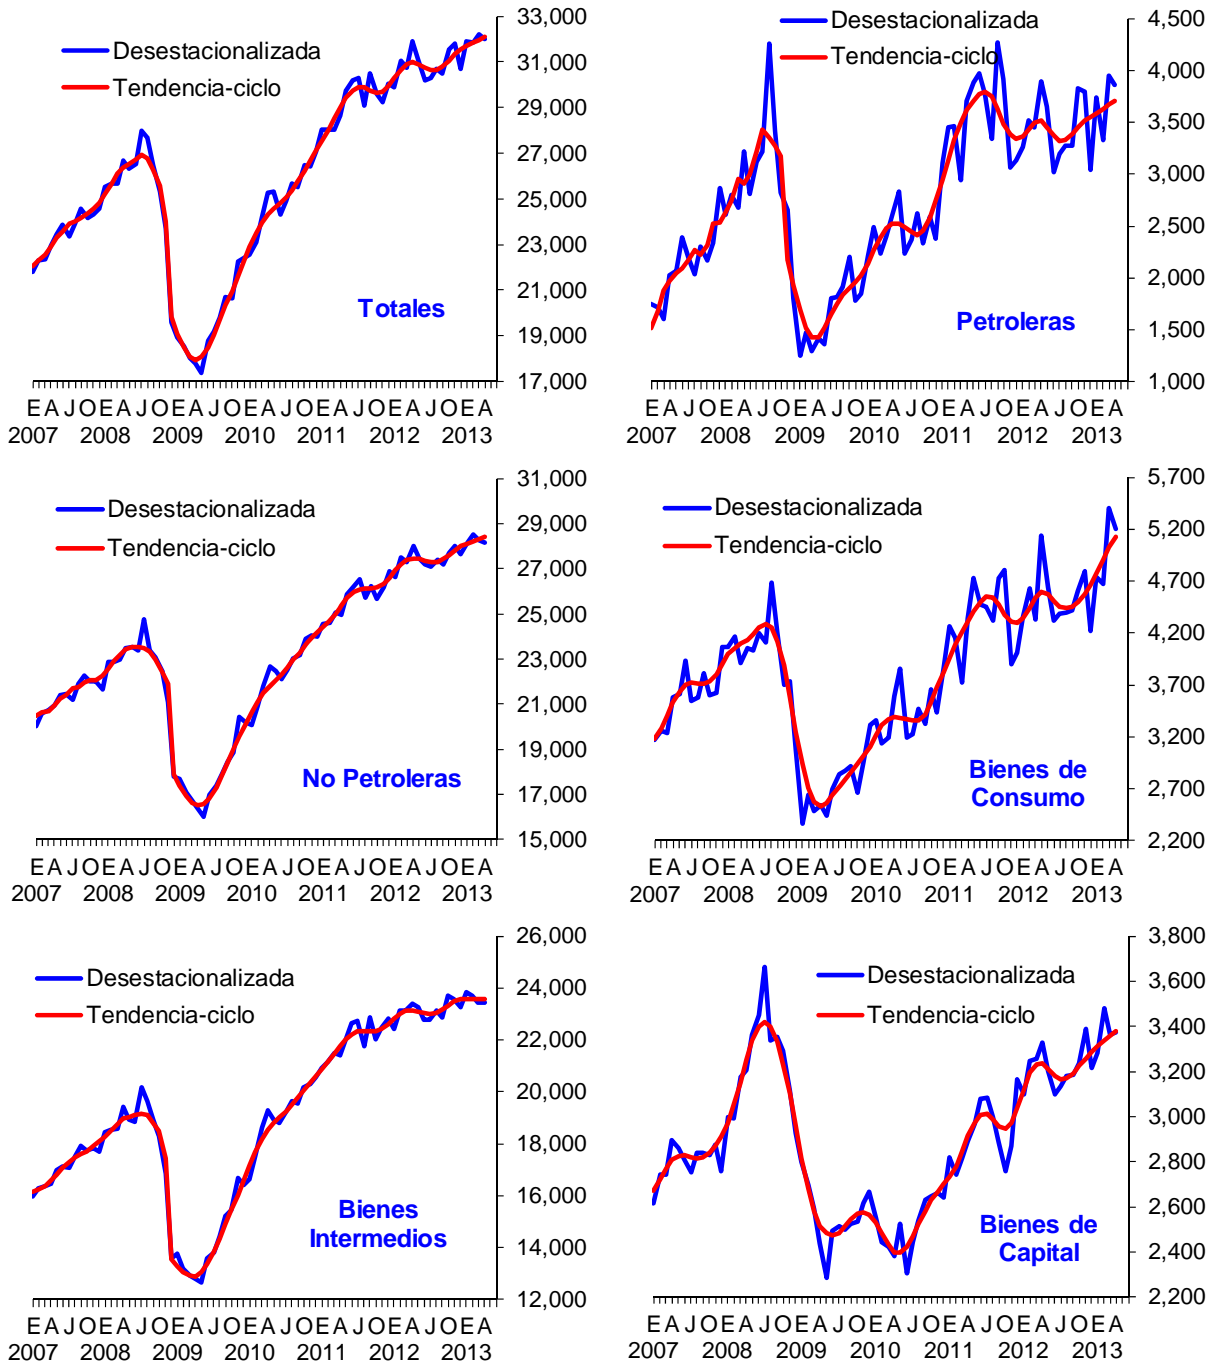 33,000
31,000
29,000
27,000
25,000
23,000
21,000
19,000
17,000
Desestacionalizada
Tendencia-ciclo
Totales
E A J O E A J O E A J O E A J O E A J O E A J O E A
2007 2008 2009 2010 2011 2012 2013
4,500
4,000
3,500
3,000
2,500
2,000
1,500
1,000
Desestacionalizada
Tendencia-ciclo
Petroleras
E A J O E A J O E A J O E A J O E A J O E A J O E A
2007 2008 2009 2010 2011 2012 2013
31,000
29,000
27,000
25,000
23,000
21,000
19,000
17,000
15,000
Desestacionalizada
Tendencia-ciclo
No Petroleras
E A J O E A J O E A J O E A J O E A J O E A J O E A
2007 2008 2009 2010 2011 2012 2013
5,700
5,200
4,700
4,200
3,700
3,200
2,700
2,200
Desestacionalizada
Tendencia-ciclo
Bienes de
Consumo
E A J O E A J O E A J O E A J O E A J O E A J O E A
2007 2008 2009 2010 2011 2012 2013
26,000
24,000
22,000
20,000
18,000
16,000
14,000
12,000
Desestacionalizada
Tendencia-ciclo
Bienes
Intermedios
E A J O E A J O E A J O E A J O E A J O E A J O E A
2007 2008 2009 2010 2011 2012 2013
3,800
3,600
3,400
3,200
3,000
2,800
2,600
2,400
2,200
Desestacionalizada
Tendencia-ciclo
Bienes de
Capital
E A J O E A J O E A J O E A J O E A J O E A J O E A
2007 2008 2009 2010 2011 2012 2013